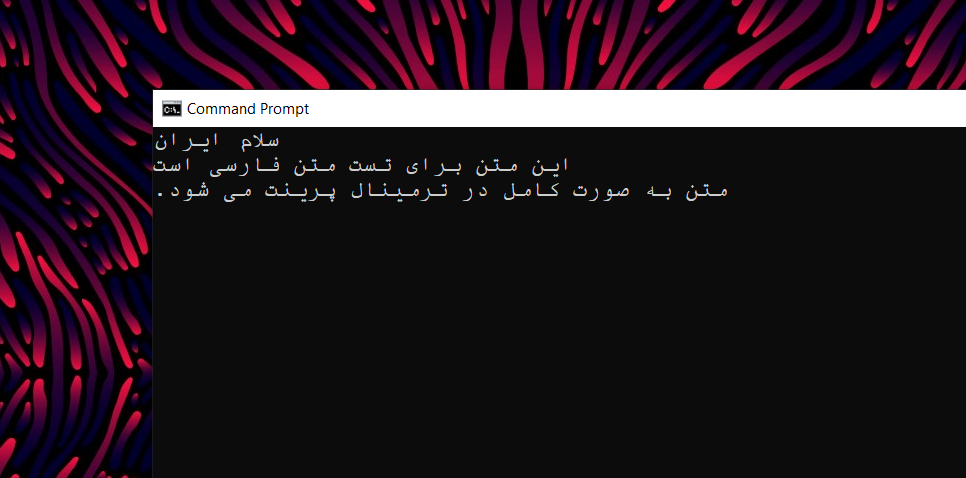 Command Prompt
سلام ایران
این متن برای تست متن فارسی است
متن به صورت کامل در ترمینال پرینت می شود.